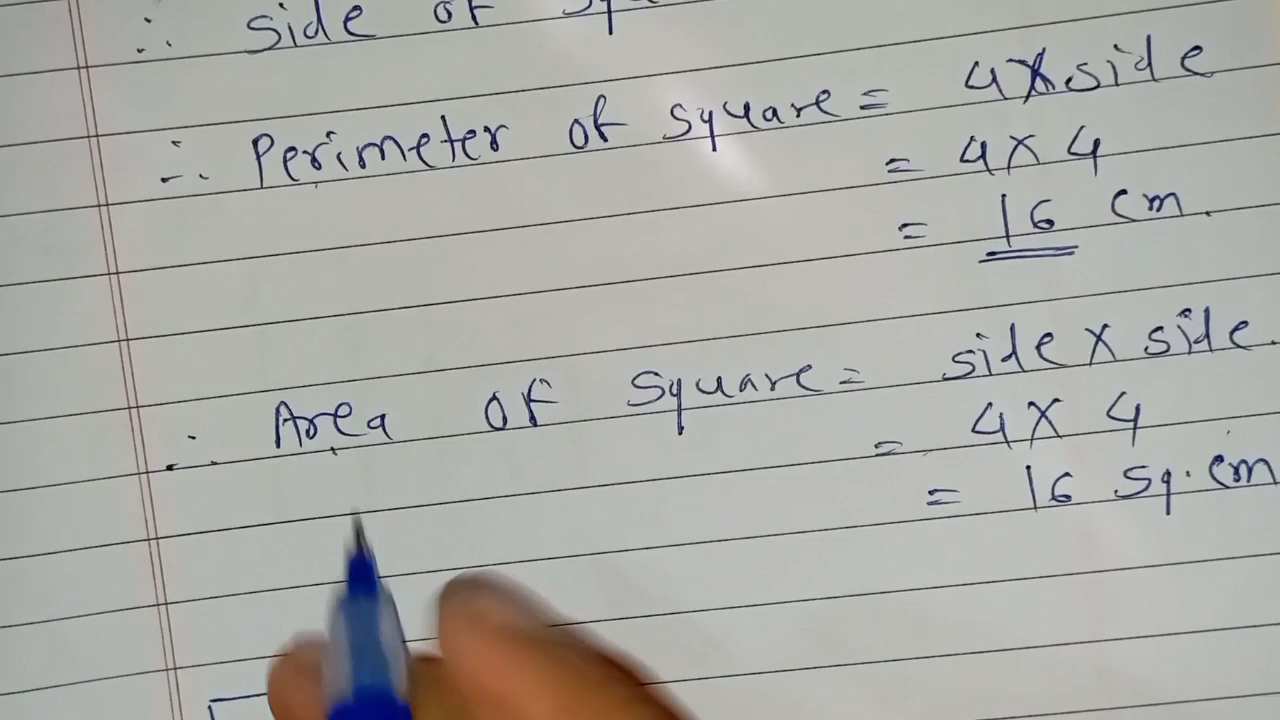 ∴ Side of
∴ Perimeter of square = 4×side
= 4×4
= 16 cm.
∴ Area of square = side × side.
= 4× 4
= 16 Sq. cm